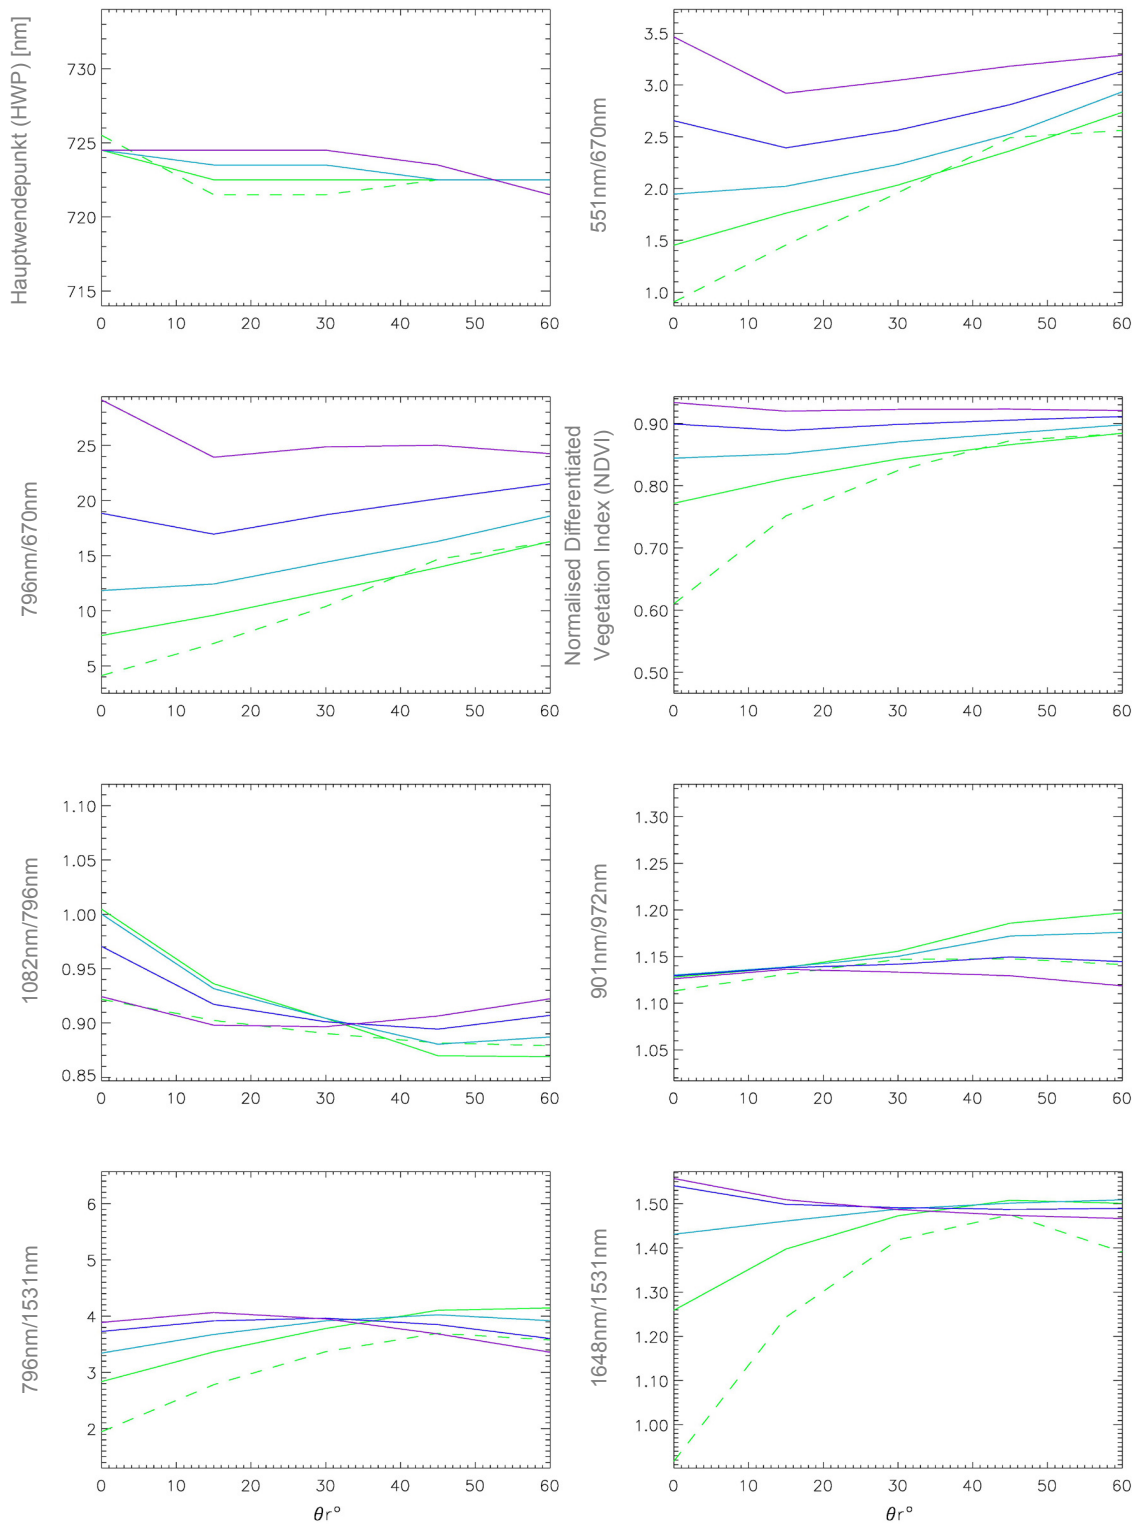 Hauptwendepunkt (HWP) [nm]
730
725
720
715
0 10 20 30 40 50 60
551nm/670nm
3.5
3.0
2.5
2.0
1.5
1.0
0 10 20 30 40 50 60
796nm/670nm
25
20
15
10
5
0 10 20 30 40 50 60
Normalised Differentiated
Vegetation Index (NDVI)
0.90
0.80
0.70
0.60
0.50
0 10 20 30 40 50 60
1082nm/796nm
1.10
1.05
1.00
0.95
0.90
0.85
0 10 20 30 40 50 60
901nm/972nm
1.30
1.25
1.20
1.15
1.10
1.05
0 10 20 30 40 50 60
796nm/1531nm
6
5
4
3
2
0 10 20 30 40 50 60
θr°
1648nm/1531nm
1.50
1.40
1.30
1.20
1.10
1.00
0 10 20 30 40 50 60
θr°